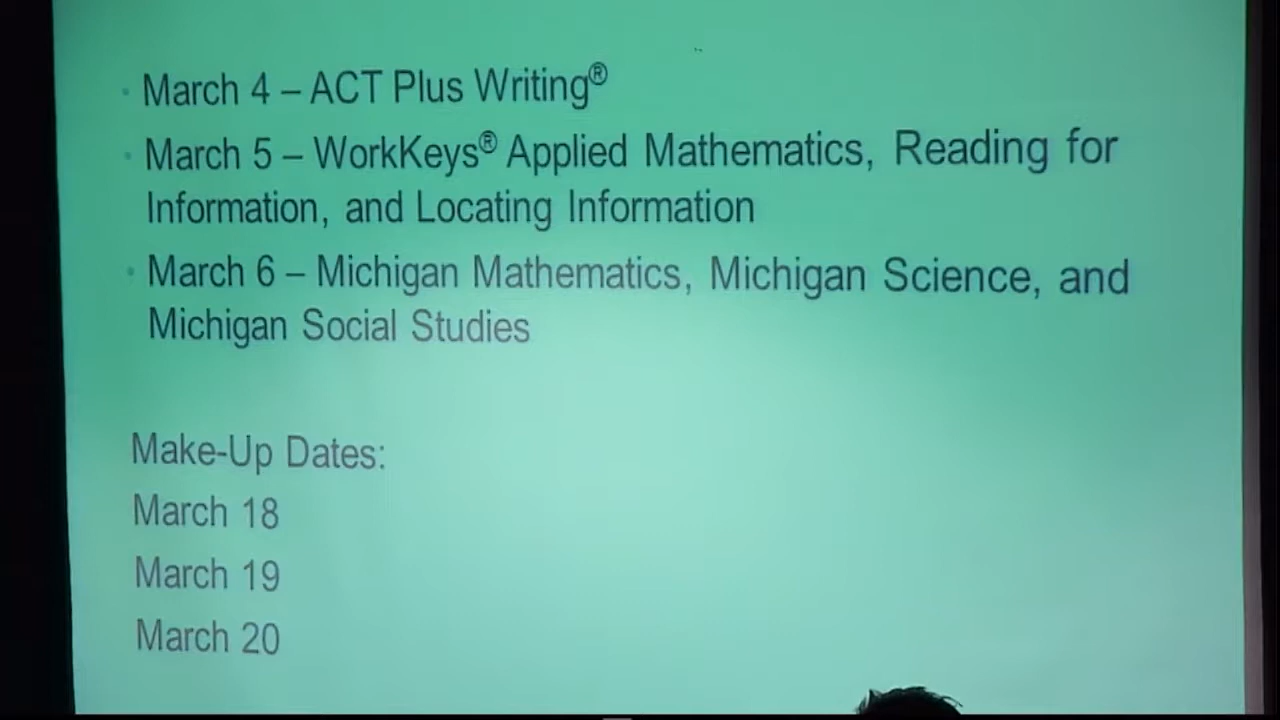 • March 4 – ACT Plus Writing®
• March 5 – WorkKeys® Applied Mathematics, Reading for
Information, and Locating Information
• March 6 – Michigan Mathematics, Michigan Science, and
Michigan Social Studies
Make-Up Dates:
March 18
March 19
March 20